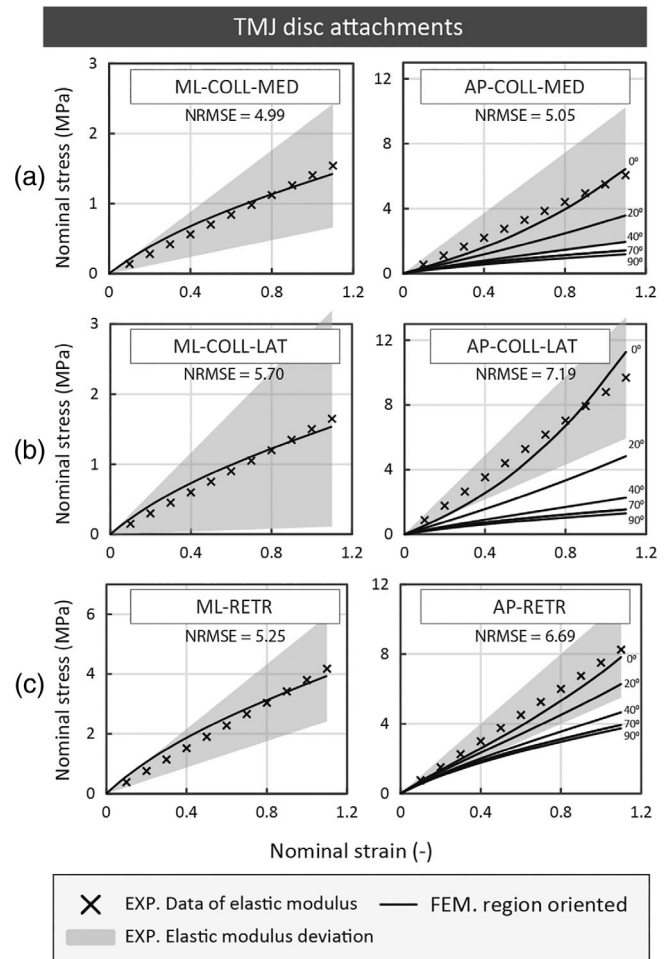 TMJ disc attachments
(a)
Nominal stress (MPa)
3
2
1
0
ML-COLL-MED
NRMSE = 4.99
0
0.4
0.8
1.2
12
8
4
0
AP-COLL-MED
NRMSE = 5.05
0º
20º
40º
70º
90º
0
0.4
0.8
1.2
(b)
Nominal stress (MPa)
3
2
1
0
ML-COLL-LAT
NRMSE = 5.70
0
0.4
0.8
1.2
12
8
4
0
AP-COLL-LAT
NRMSE = 7.19
0º
20º
40º
70º
90º
0
0.4
0.8
1.2
(c)
Nominal stress (MPa)
6
4
2
0
ML-RETR
NRMSE = 5.25
0
0.4
0.8
1.2
12
8
4
0
AP-RETR
NRMSE = 6.69
0º
20º
40º
70º
90º
0
0.4
0.8
1.2
Nominal strain (-)
EXP. Data of elastic modulus
FEM. region oriented
EXP. Elastic modulus deviation